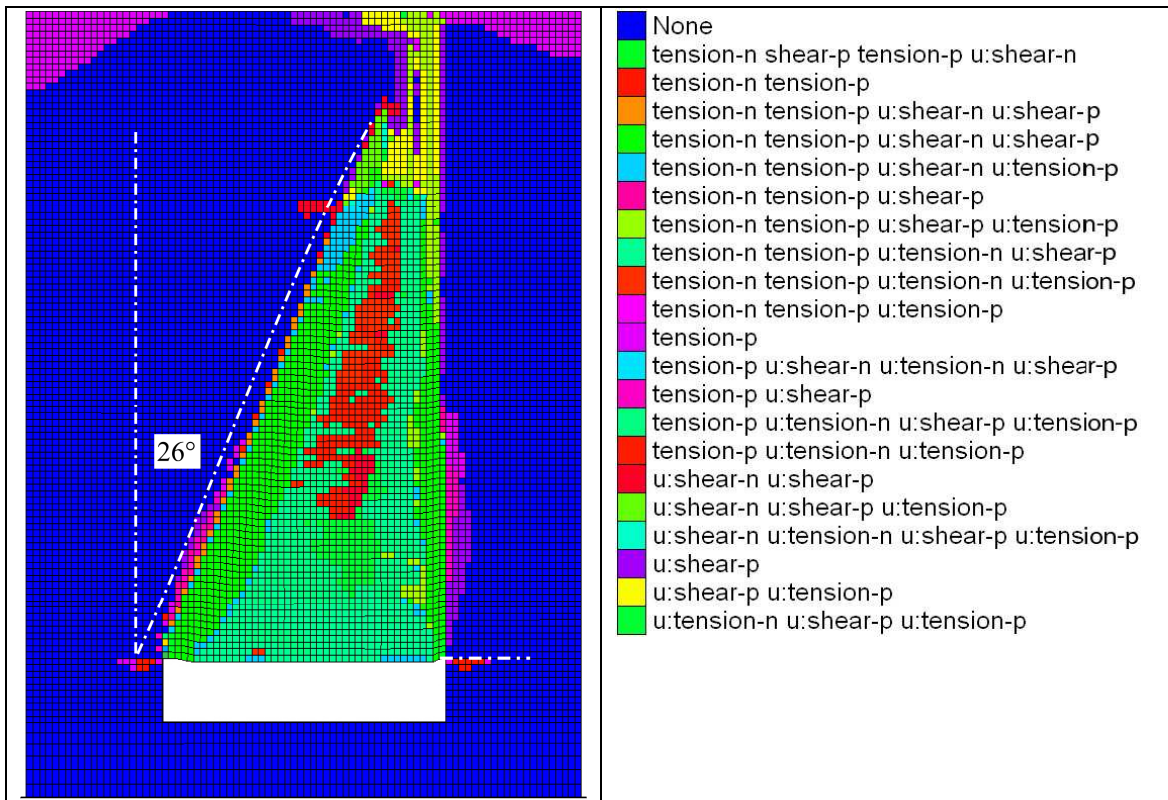 26°
None
tension-n shear-p tension-p u:shear-n
tension-n tension-p
tension-n tension-p u:shear-n u:shear-p
tension-n tension-p u:shear-n u:shear-p
tension-n tension-p u:shear-n u:tension-p
tension-n tension-p u:shear-p
tension-n tension-p u:shear-p u:tension-p
tension-n tension-p u:tension-n u:shear-p
tension-n tension-p u:tension-n u:tension-p
tension-n tension-p u:tension-p
tension-p
tension-p u:shear-n u:tension-n u:shear-p
tension-p u:shear-p
tension-p u:tension-n u:shear-p u:tension-p
tension-p u:tension-n u:tension-p
u:shear-n u:shear-p
u:shear-n u:shear-p u:tension-p
u:shear-n u:tension-n u:shear-p u:tension-p
u:shear-p
u:shear-p u:tension-p
u:tension-n u:shear-p u:tension-p